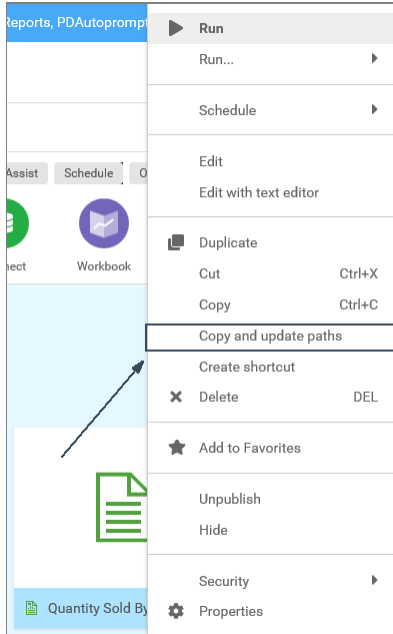 Reports, PDAutoprompt
Run
Run...
Schedule
Edit
Edit with text editor
Assist
Schedule
Workbook
Duplicate
Cut Ctrl+X
Copy Ctrl+C
Copy and update paths
Create shortcut
Delete DEL
Add to Favorites
Unpublish
Hide
Security
Properties
Quantity Sold By